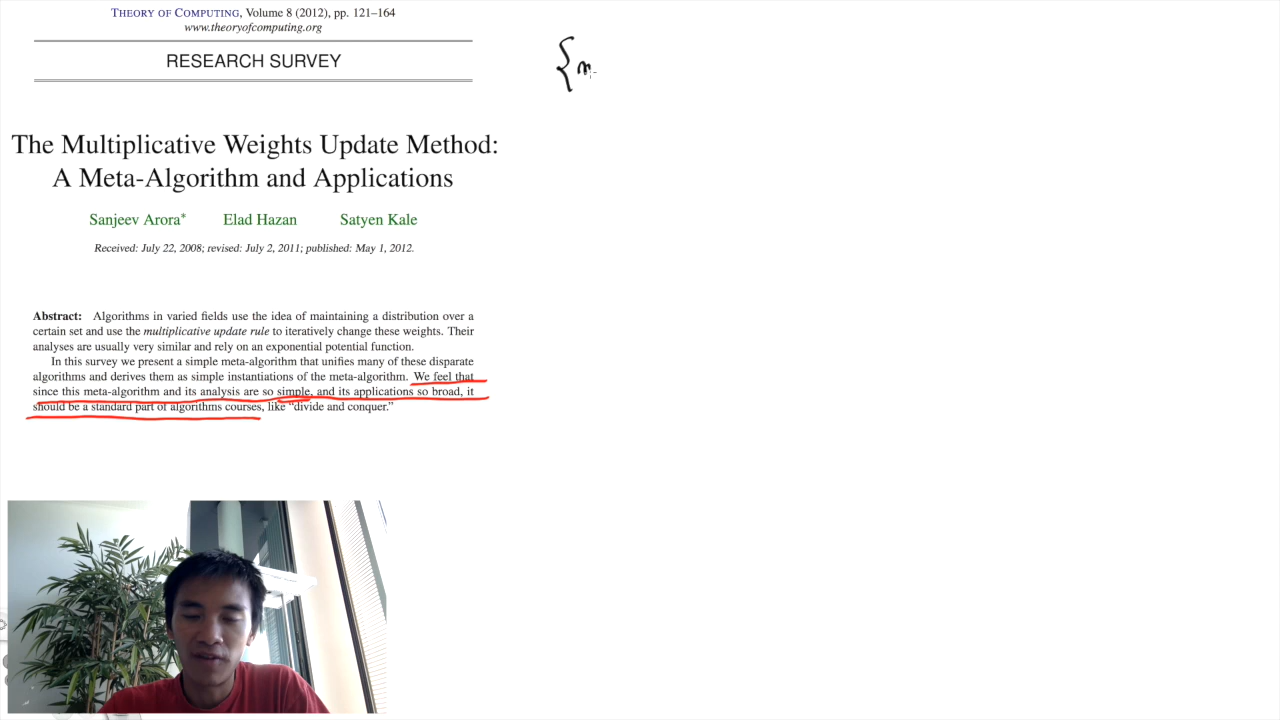 THEORY OF COMPUTING, Volume 8 (2012), pp. 121–164
www.theoryofcomputing.org
RESEARCH SURVEY
The Multiplicative Weights Update Method:
A Meta-Algorithm and Applications
Sanjeev Arora* Elad Hazan Satyen Kale
Received: July 22, 2008; revised: July 2, 2011; published: May 1, 2012.
Abstract: Algorithms in varied fields use the idea of maintaining a distribution over a
certain set and use the multiplicative update rule to iteratively change these weights. Their
analyses are usually very similar and rely on an exponential potential function.
In this survey we present a simple meta-algorithm that unifies many of these disparate
algorithms and derives them as simple instantiations of the meta-algorithm. We feel that
since this meta-algorithm and its analysis are so simple, and its applications so broad, it
should be a standard part of algorithms courses, like “divide and conquer.”